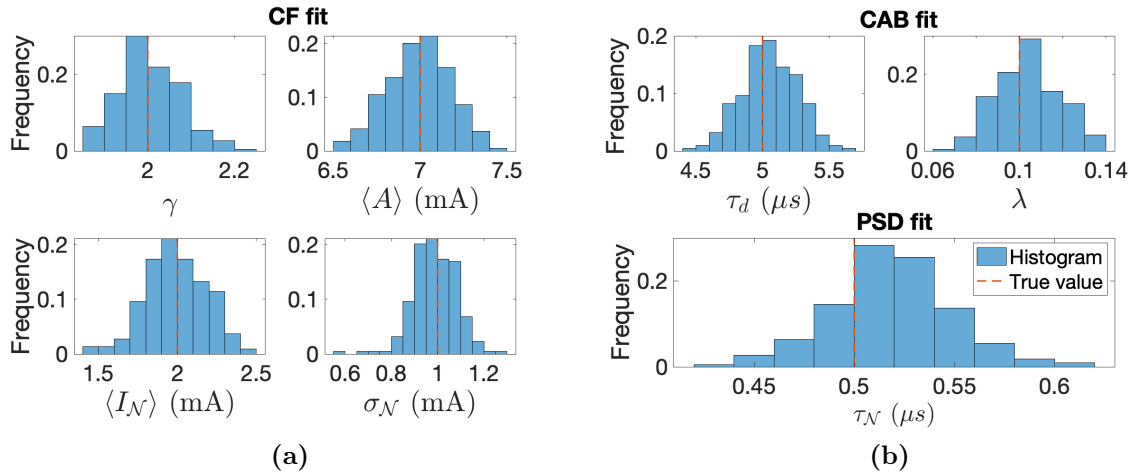 CF fit
Frequency
0.2
0
2
2.2
γ
0.2
0.1
0
6.5
7
7.5
⟨A⟩ (mA)
Frequency
0.2
0.1
0
1.5
2
2.5
⟨I_𝒩⟩ (mA)
0.2
0.1
0
0.6
0.8
1
1.2
σ_𝒩 (mA)
(a)
CAB fit
Frequency
0.2
0.1
0
4.5
5
5.5
τ_d (μs)
0.2
0
0.06
0.1
0.14
λ
PSD fit
Frequency
0.2
0
0.45
0.5
0.55
0.6
τ_𝒩 (μs)
Histogram
True value
(b)